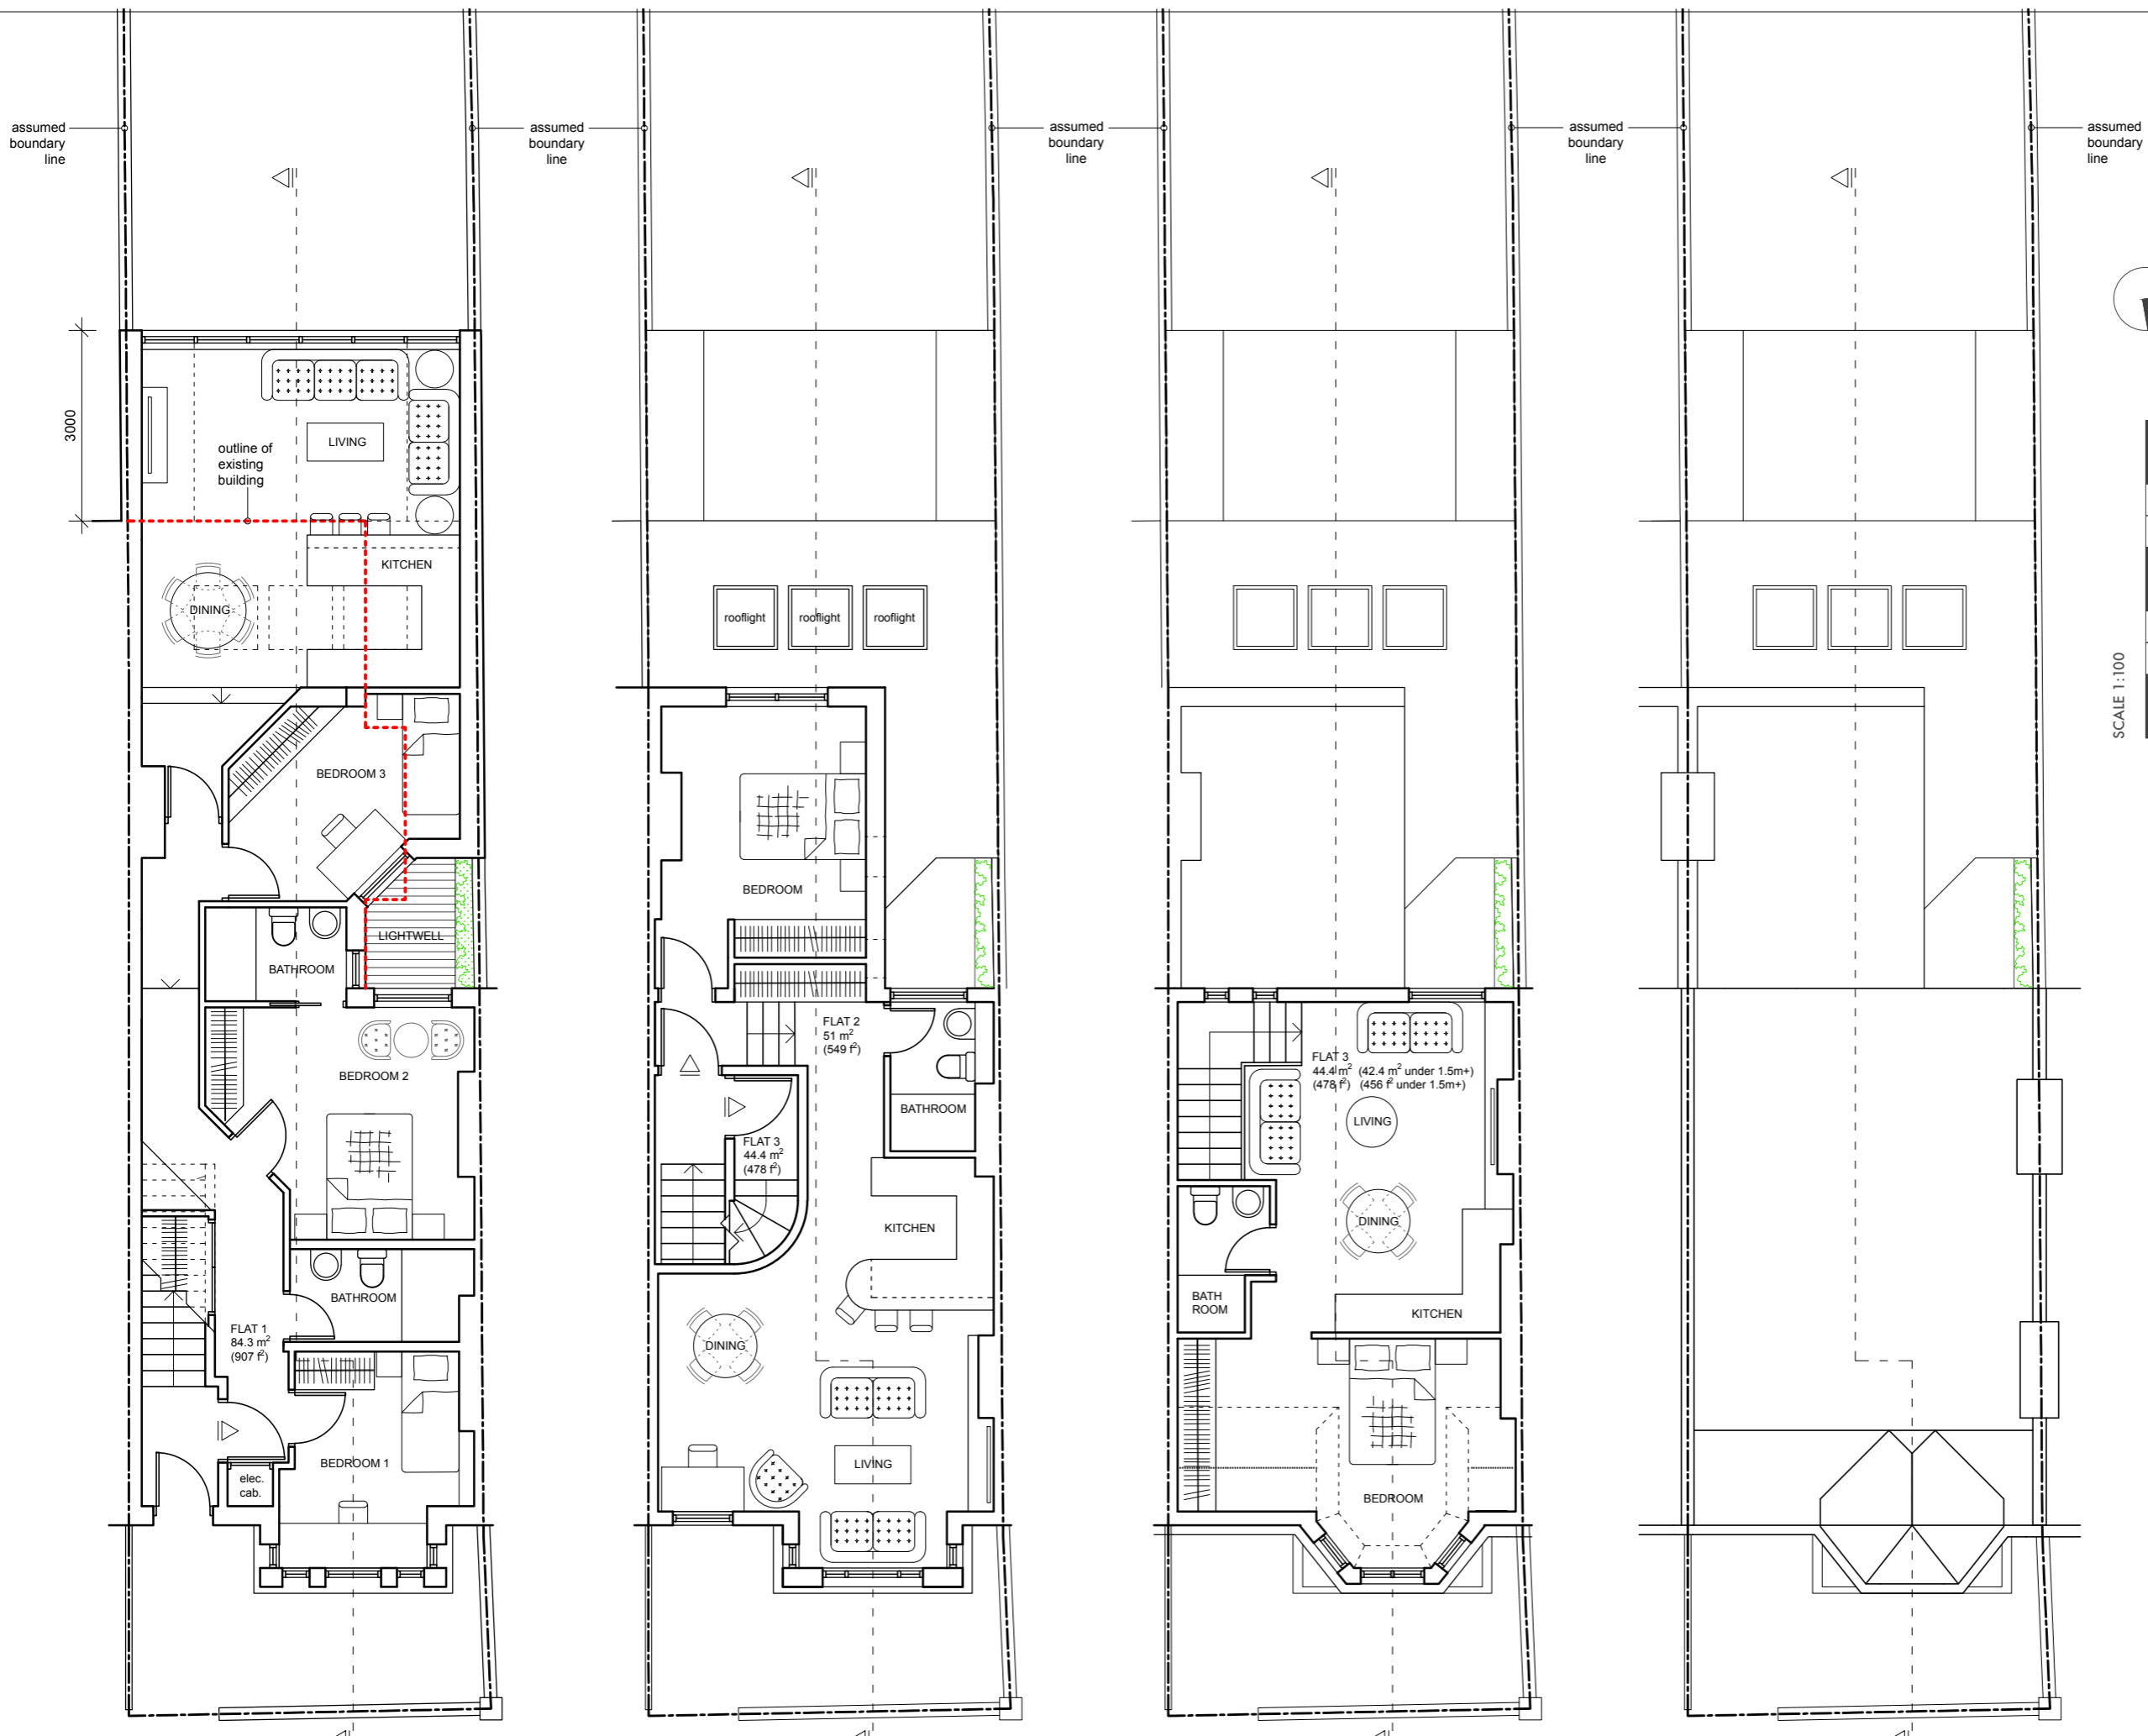 assumed
boundary
line
assumed
boundary
line
assumed
boundary
line
assumed
boundary
line
assumed
boundary
line
3000
LIVING
outline of
existing
building
KITCHEN
DINING
BEDROOM 3
LIGHTWELL
BATHROOM
BEDROOM 2
BATHROOM
FLAT 1
84.3 m²
(907 f²)
BEDROOM 1
elec.
cab.
rooflight
rooflight
rooflight
BEDROOM
FLAT 2
51 m²
(549 f²)
BATHROOM
FLAT 3
44.4 m²
(478 f²)
KITCHEN
DINING
LIVING
FLAT 3
44.4 m² (42.4 m² under 1.5m+)
(478 f²) (456 f² under 1.5m+)
LIVING
DINING
BATH
ROOM
KITCHEN
BEDROOM
SCALE 1:100